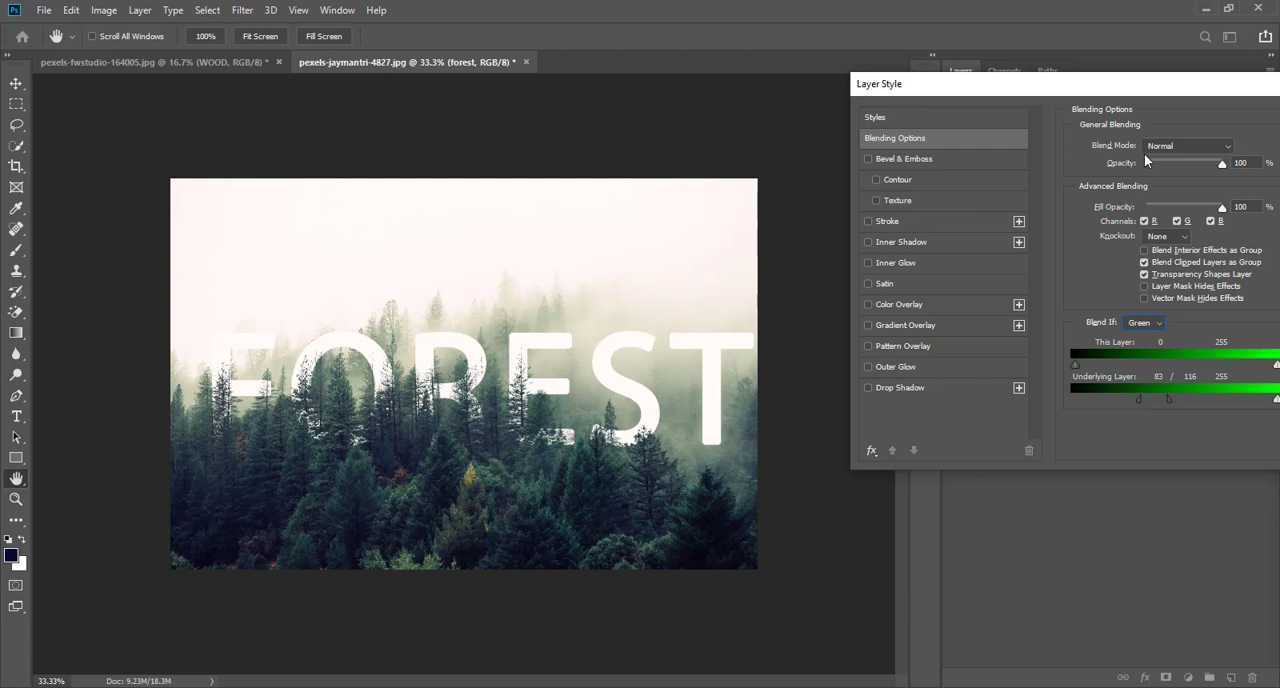 Ps File Edit Image Layer Type Select Filter 3D View Window Help
Scroll All Windows 100% Fit Screen Fill Screen
pexels-fwstudio-164005.jpg @ 16.7% (WOOD, RGB/8) * × pexels-jaymantri-4827.jpg @ 33.3% (forest, RGB/8) * ×
Layers Channels Paths
Layer Style
Styles
Blending Options
Bevel & Emboss
Contour
Texture
Stroke
Inner Shadow
Inner Glow
Satin
Color Overlay
Gradient Overlay
Pattern Overlay
Outer Glow
Drop Shadow
fx
Blending Options
General Blending
Blend Mode: Normal
Opacity: 100 %
Advanced Blending
Fill Opacity: 100 %
Channels: R G B
Knockout: None
Blend Interior Effects as Group
Blend Clipped Layers as Group
Transparency Shapes Layer
Layer Mask Hides Effects
Vector Mask Hides Effects
Blend If: Green
This Layer: 0 255
Underlying Layer: 83 / 116 255
FOREST
33.33% Doc: 9.23M/18.3M
fx